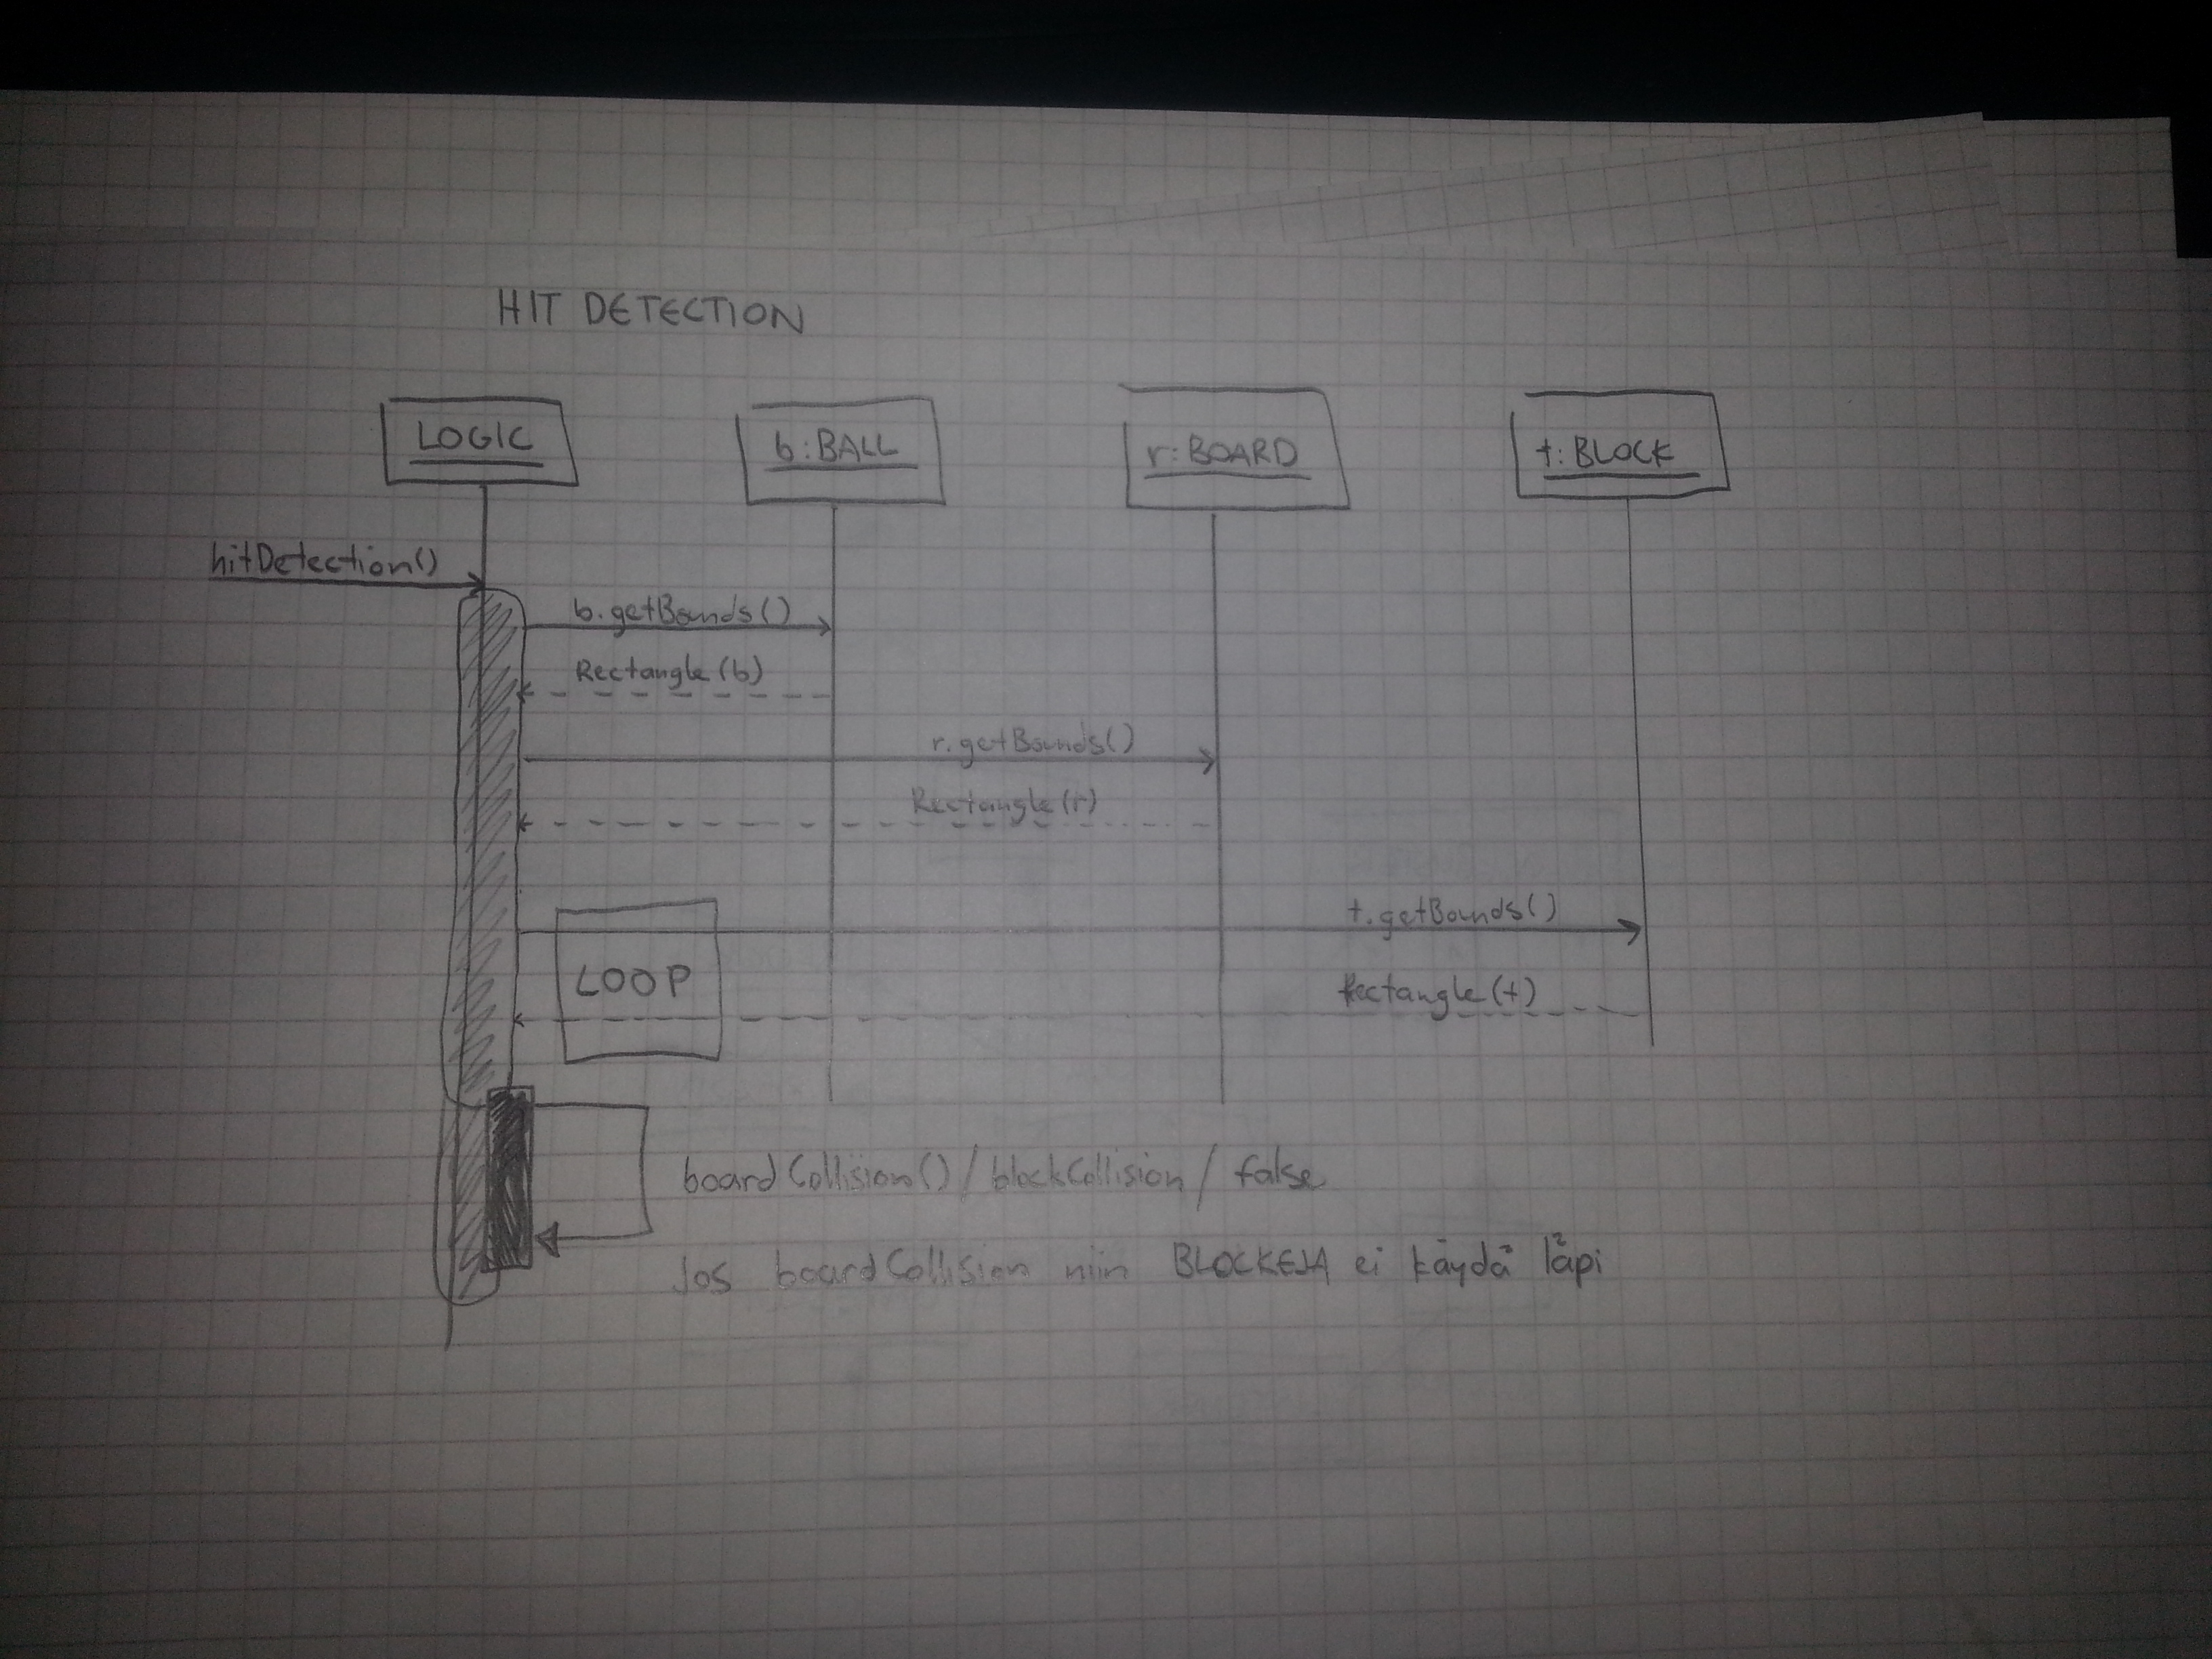 HIT DETECTION
LOGIC
b:BALL
r:BOARD
t:BLOCK
hitDetection()
b.getBounds()
Rectangle(b)
r.getBounds()
Rectangle(r)
t.getBounds()
LOOP
Rectangle(t)
boardCollision()/blockCollision/false
Jos boardCollision niin BLOCKEJA ei käydä läpi